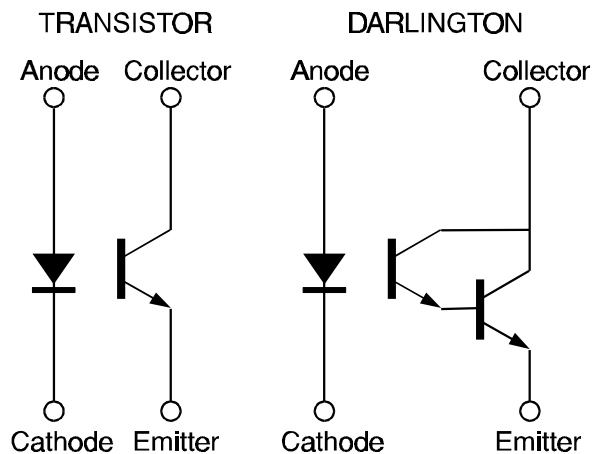 TRANSISTOR DARLINGTON
Anode Collector Anode Collector
Cathode Emitter Cathode Emitter